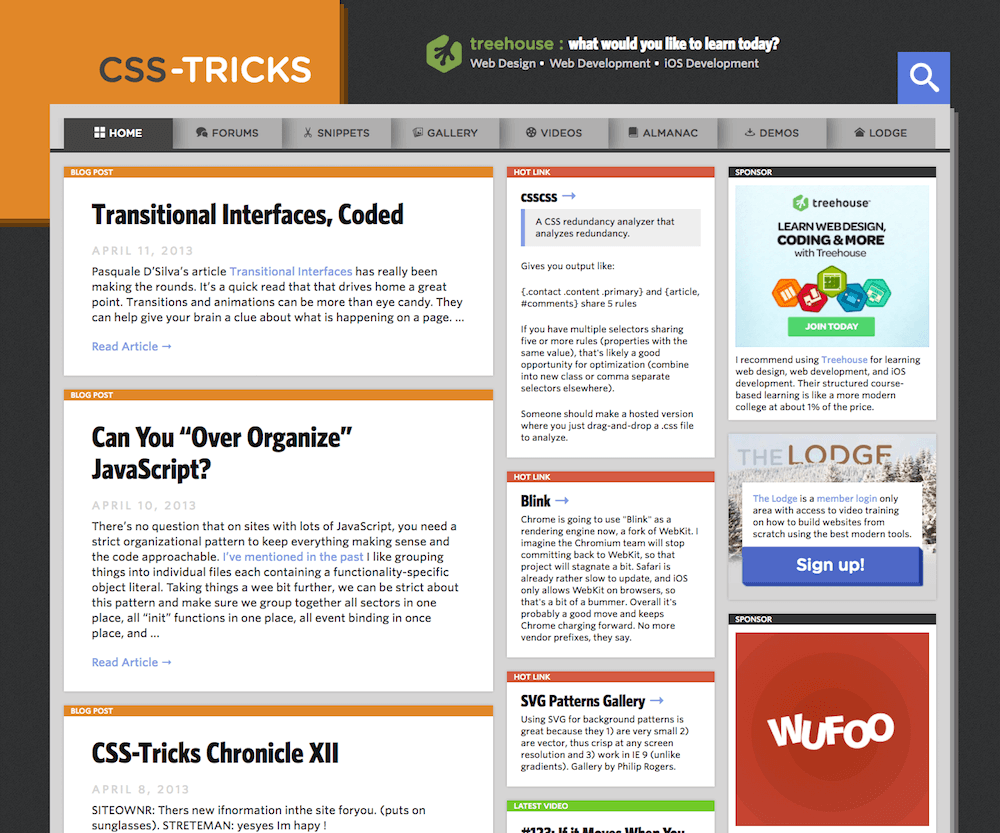 CSS-TRICKS
treehouse : what would you like to learn today?
Web Design • Web Development • iOS Development
HOME
FORUMS
SNIPPETS
GALLERY
VIDEOS
ALMANAC
DEMOS
LODGE
BLOG POST
Transitional Interfaces, Coded
APRIL 11, 2013
Pasquale D’Silva’s article Transitional Interfaces has really been
making the rounds. It’s a quick read that that drives home a great
point. Transitions and animations can be more than eye candy. They
can help give your brain a clue about what is happening on a page. ...
Read Article →
BLOG POST
Can You “Over Organize”
JavaScript?
APRIL 10, 2013
There’s no question that on sites with lots of JavaScript, you need a
strict organizational pattern to keep everything making sense and
the code approachable. I’ve mentioned in the past I like grouping
things into individual files each containing a functionality-specific
object literal. Taking things a wee bit further, we can be strict about
this pattern and make sure we group together all sectors in one
place, all “init” functions in one place, all event binding in once
place, and ...
Read Article →
BLOG POST
CSS-Tricks Chronicle XII
APRIL 8, 2013
SITEOWNR: Thers new ifnormation inthe site foryou. (puts on
sunglasses). STRETEMAN: yesyes Im hapy !
HOT LINK
csscss →
A CSS redundancy analyzer that
analyzes redundancy.
Gives you output like:
{.contact .content .primary} and {article,
#comments} share 5 rules
If you have multiple selectors sharing
five or more rules (properties with the
same value), that's likely a good
opportunity for optimization (combine
into new class or comma separate
selectors elsewhere).
Someone should make a hosted version
where you just drag-and-drop a .css file
to analyze.
HOT LINK
Blink →
Chrome is going to use "Blink" as a
rendering engine now, a fork of WebKit. I
imagine the Chromium team will stop
committing back to WebKit, so that
project will stagnate a bit. Safari is
already rather slow to update, and iOS
only allows WebKit on browsers, so
that's a bit of a bummer. Overall it's
probably a good move and keeps
Chrome charging forward. No more
vendor prefixes, they say.
HOT LINK
SVG Patterns Gallery →
Using SVG for background patterns is
great because they 1) are very small 2)
are vector, thus crisp at any screen
resolution and 3) work in IE 9 (unlike
gradients). Gallery by Philip Rogers.
LATEST VIDEO
#123: If it Moves When You
SPONSOR
treehouse
LEARN WEB DESIGN,
CODING & MORE
with Treehouse
JOIN TODAY
I recommend using Treehouse for learning
web design, web development, and iOS
development. Their structured course-
based learning is like a more modern
college at about 1% of the price.
THE LODGE
The Lodge is a member login only
area with access to video training
on how to build websites from
scratch using the best modern tools.
Sign up!
SPONSOR
WUFOO